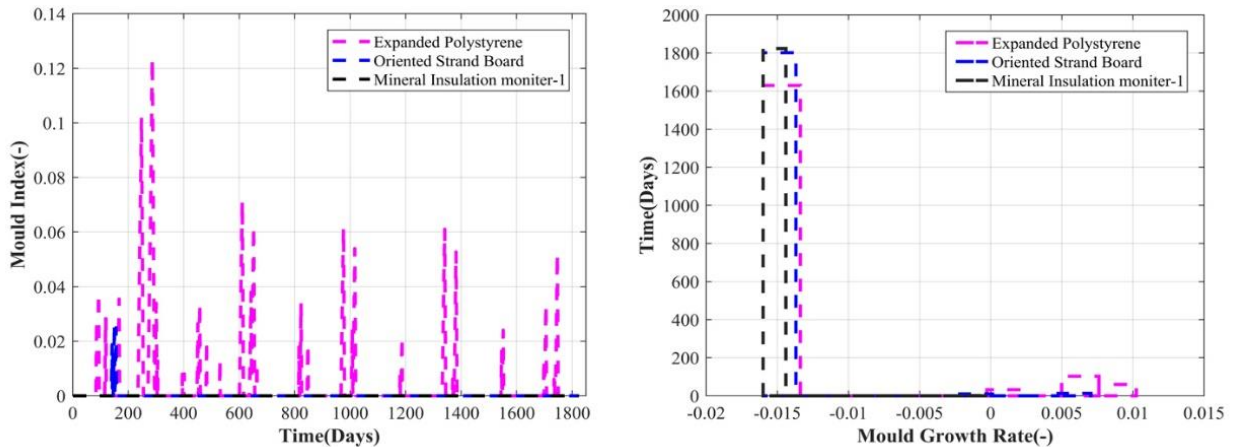 0.14
0.12
0.1
0.08
0.06
0.04
0.02
0
Mould Index(-)
Expanded Polystyrene
Oriented Strand Board
Mineral Insulation moniter-1
0 200 400 600 800 1000 1200 1400 1600 1800
Time(Days)
2000
1800
1600
1400
1200
1000
800
600
400
200
0
Time(Days)
Expanded Polystyrene
Oriented Strand Board
Mineral Insulation moniter-1
-0.02 -0.015 -0.01 -0.005 0 0.005 0.01 0.015
Mould Growth Rate(-)